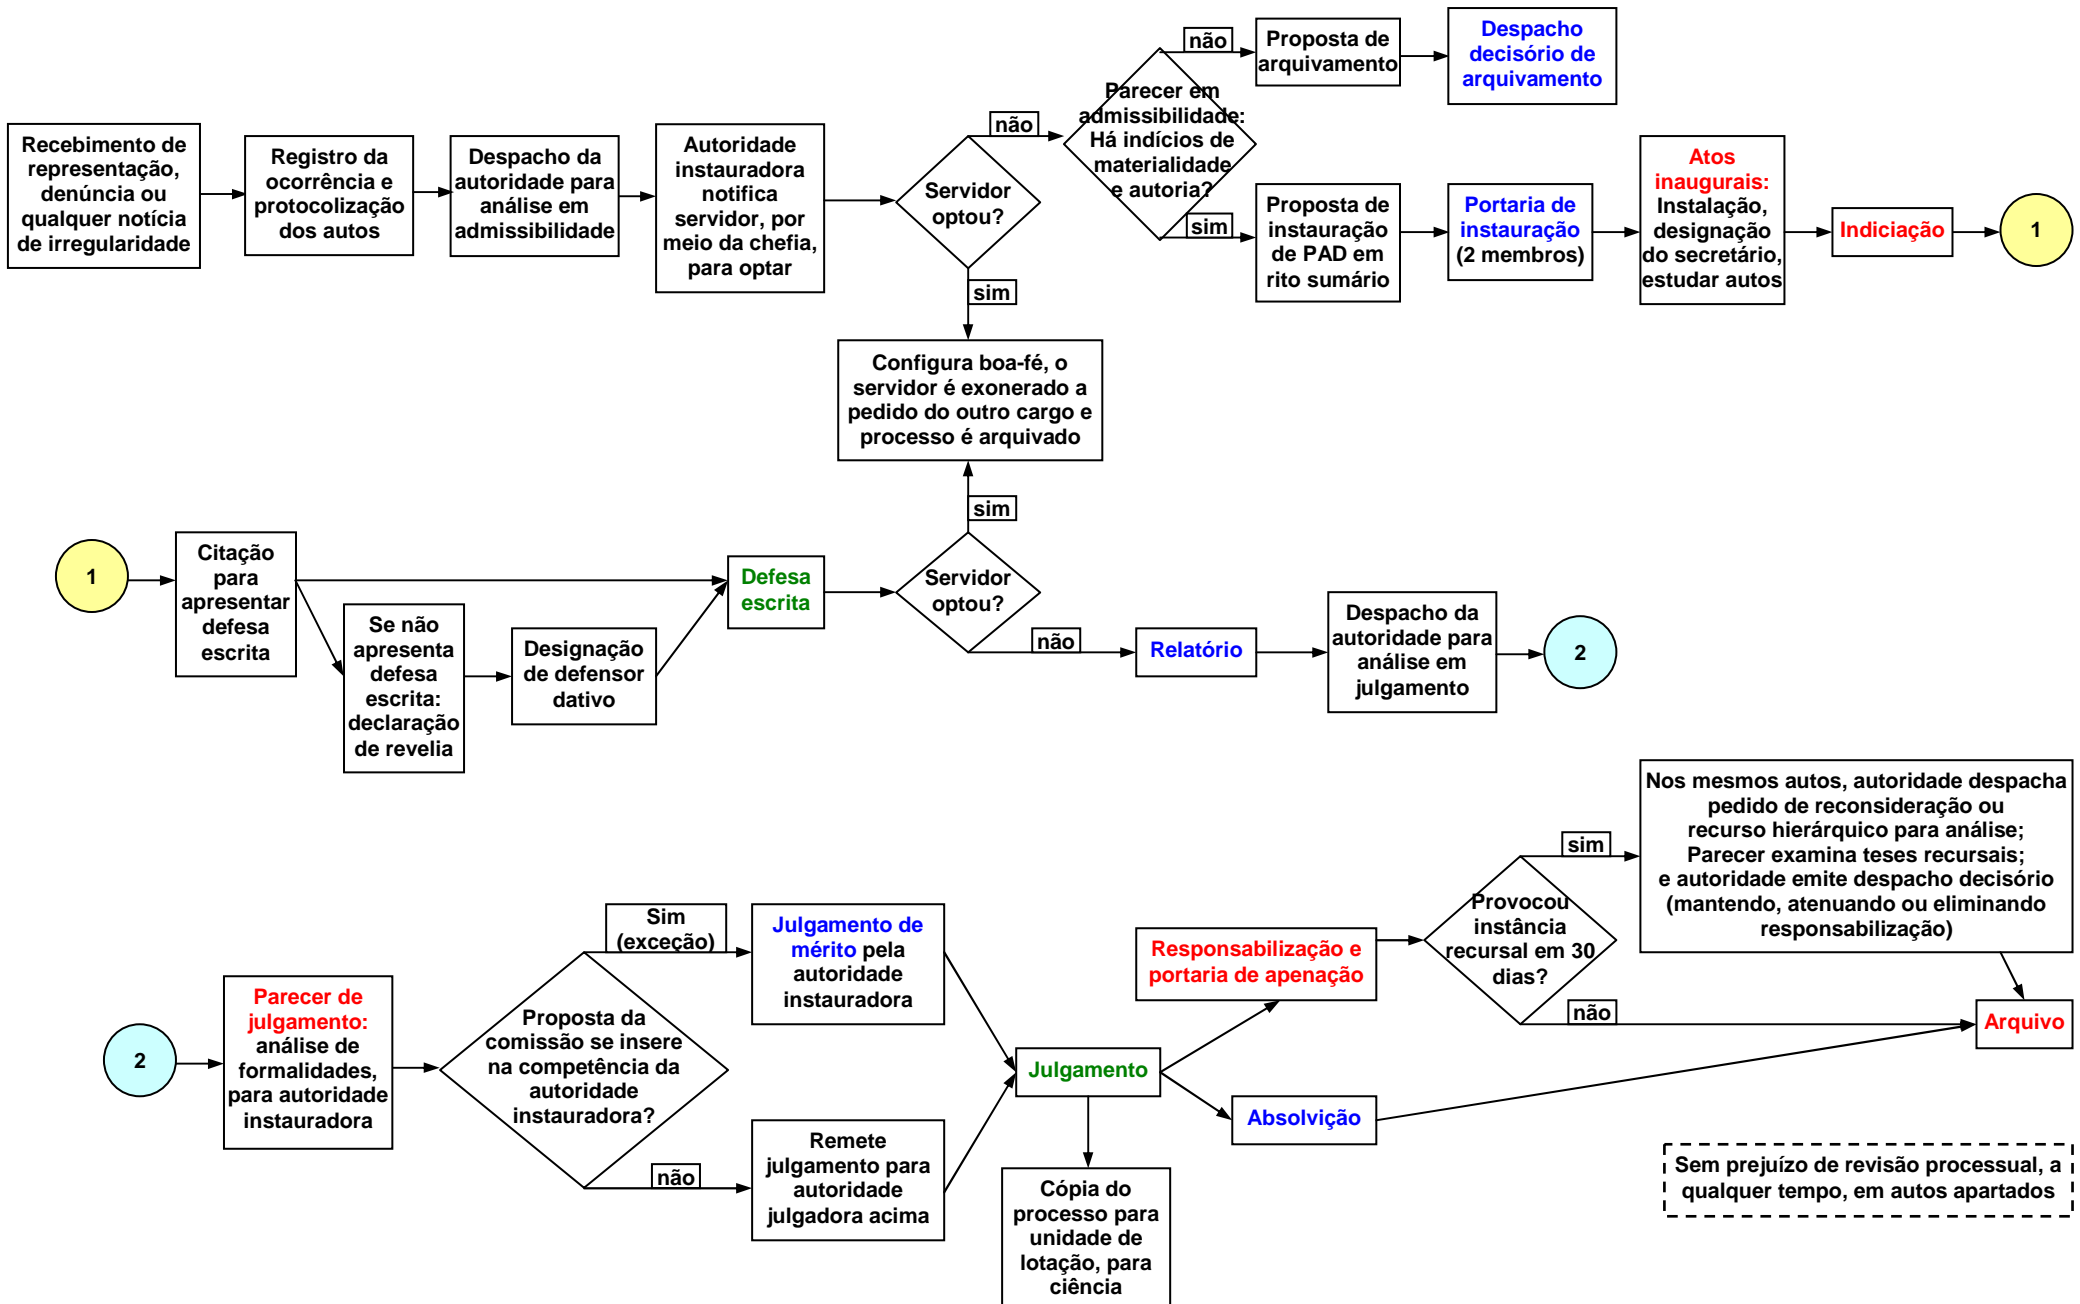 Recebimento de
representação,
denúncia ou
qualquer notícia
de irregularidade
Registro da
ocorrência e
protocolização
dos autos
Despacho da
autoridade para
análise em
admissibilidade
Autoridade
instauradora
notifica
servidor, por
meio da chefia,
para optar
Servidor
optou?
não
sim
Parecer em
admissibilidade:
Há indícios de
materialidade
e autoria?
não
Proposta de
arquivamento
Despacho
decisório de
arquivamento
sim
Proposta de
instauração
de PAD em
rito sumário
Portaria de
instauração
(2 membros)
Atos
inaugurais:
Instalação,
designação
do secretário,
estudar autos
Indiciação
1
Configura boa-fé, o
servidor é exonerado a
pedido do outro cargo e
processo é arquivado
1
Citação
para
apresentar
defesa
escrita
Se não
apresenta
defesa
escrita:
declaração
de revelia
Designação
de defensor
dativo
Defesa
escrita
Servidor
optou?
sim
não
Relatório
Despacho da
autoridade para
análise em
julgamento
2
2
Parecer de
julgamento:
análise de
formalidades,
para autoridade
instauradora
Proposta da
comissão se insere
na competência da
autoridade
instauradora?
Sim
(exceção)
Julgamento de
mérito pela
autoridade
instauradora
não
Remete
julgamento para
autoridade
julgadora acima
Julgamento
Cópia do
processo para
unidade de
lotação, para
ciência
Responsabilização e
portaria de apenação
Absolvição
Provocou
instância
recursal em 30
dias?
sim
Nos mesmos autos, autoridade despacha
pedido de reconsideração ou
recurso hierárquico para análise;
Parecer examina teses recursais;
e autoridade emite despacho decisório
(mantendo, atenuando ou eliminando
responsabilização)
não
Arquivo
Sem prejuízo de revisão processual, a
qualquer tempo, em autos apartados